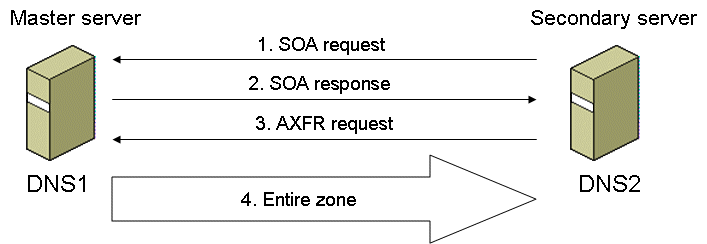 Master server
Secondary server
1. SOA request
2. SOA response
3. AXFR request
DNS1
DNS2
4. Entire zone